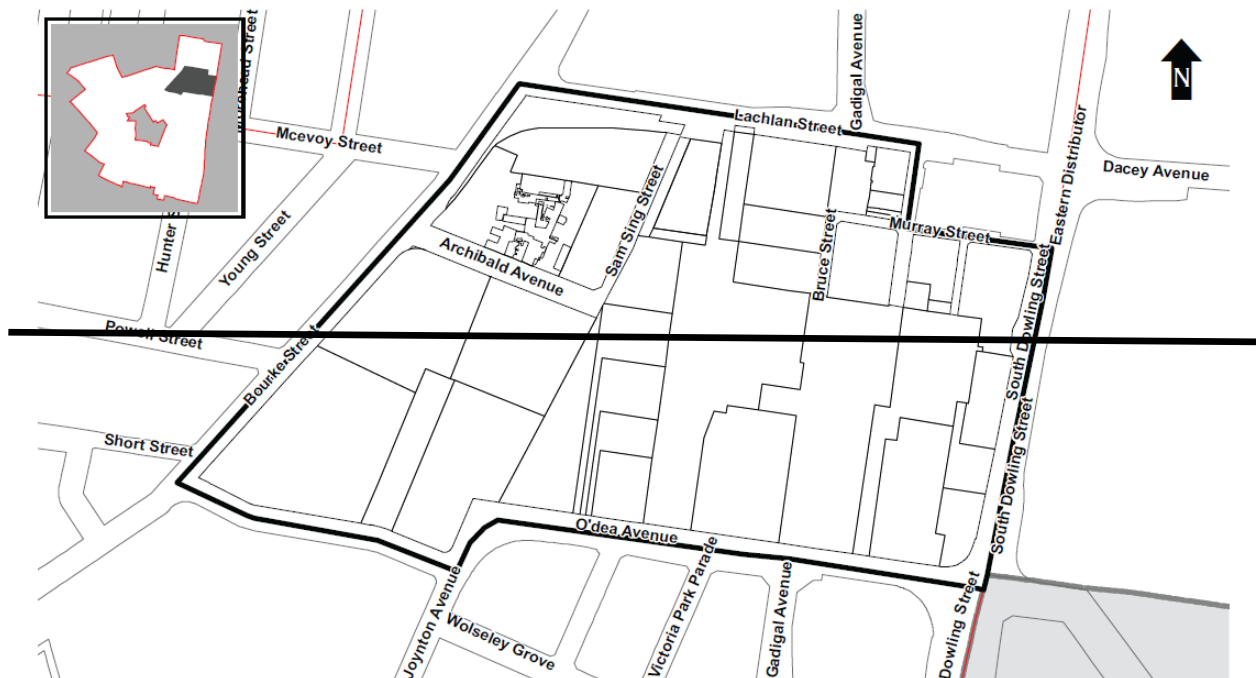 Morehead Street
Gadigal Avenue
N
Lachlan Street
Mcevoy Street
Dacey Avenue
Eastern Distributor
Hunter S
Young Street
Sam Sing Street
Murray Street
Bruce Street
Archibald Avenue
South Dowling Street
Powell Street
Bourke Street
South Dowling Street
Short Street
O'dea Avenue
Joynton Avenue
Wolseley Grove
Victoria Park Parade
Gadigal Avenue
Dowling Street